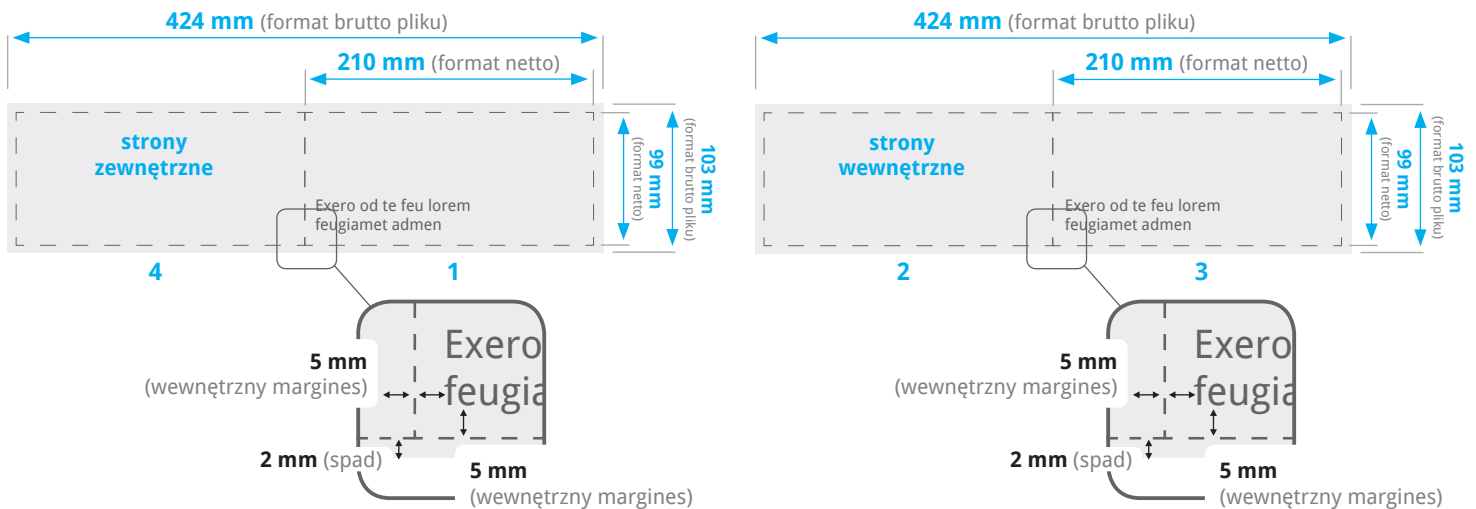 424 mm (format brutto pliku)
210 mm (format netto)
strony
zewnętrzne
99 mm
(format netto)
103 mm
(format brutto pliku)
Exero od te feu lorem
feugiamet admen
4
1
Exero
feugia
5 mm
(wewnętrzny margines)
2 mm (spad)
5 mm
(wewnętrzny margines)
424 mm (format brutto pliku)
210 mm (format netto)
strony
wewnętrzne
99 mm
(format netto)
103 mm
(format brutto pliku)
Exero od te feu lorem
feugiamet admen
2
3
Exero
feugia
5 mm
(wewnętrzny margines)
2 mm (spad)
5 mm
(wewnętrzny margines)